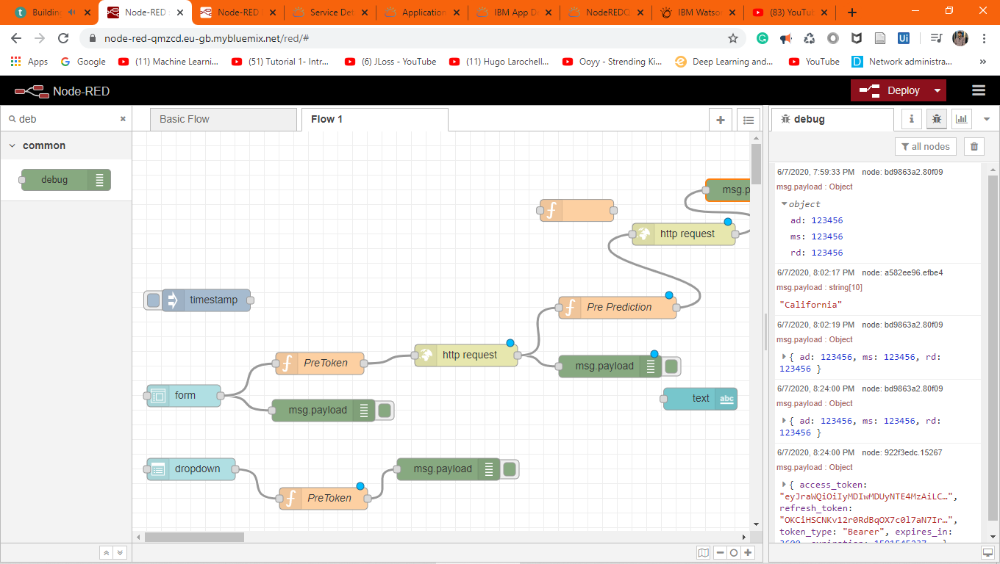 Building
Node-RED
Node-RED
Service Det
Application
IBM App De
NodeREDC
IBM Watso
(83) YouTu
node-red-qmzcd.eu-gb.mybluemix.net/red/#
Apps
Google
(11) Machine Learni...
(51) Tutorial 1- Intr...
(6) JLoss - YouTube
(11) Hugo Larochell...
Ooyy - Strending Ki...
Deep Learning and...
YouTube
Network administra...
»
Node-RED
Deploy
deb
Basic Flow
Flow 1
debug
common
all nodes
debug
6/7/2020, 7:59:33 PM node: bd9863a2.80f09
msg.payload : Object
object
ad: 123456
ms: 123456
rd: 123456
6/7/2020, 8:02:17 PM node: a582ee96.efbe4
msg.payload : string[10]
"California"
6/7/2020, 8:02:19 PM node: bd9863a2.80f09
msg.payload : Object
{ ad: 123456, ms: 123456, rd:
123456 }
6/7/2020, 8:24:00 PM node: bd9863a2.80f09
msg.payload : Object
{ ad: 123456, ms: 123456, rd:
123456 }
6/7/2020, 8:24:00 PM node: 922f3edc.15267
msg.payload : Object
{ access_token:
"eyJraWQiOiIyMDIwMDUyNTE4MzAiLC…",
refresh_token:
"OKCiHSCNKv12r0RdBqOX7c0l7aN7Ir…",
token_type: "Bearer", expires_in:
msg.p
f
http request
timestamp
f Pre Prediction
f PreToken
http request
msg.payload
form
msg.payload
text abc
dropdown
msg.payload
f PreToken